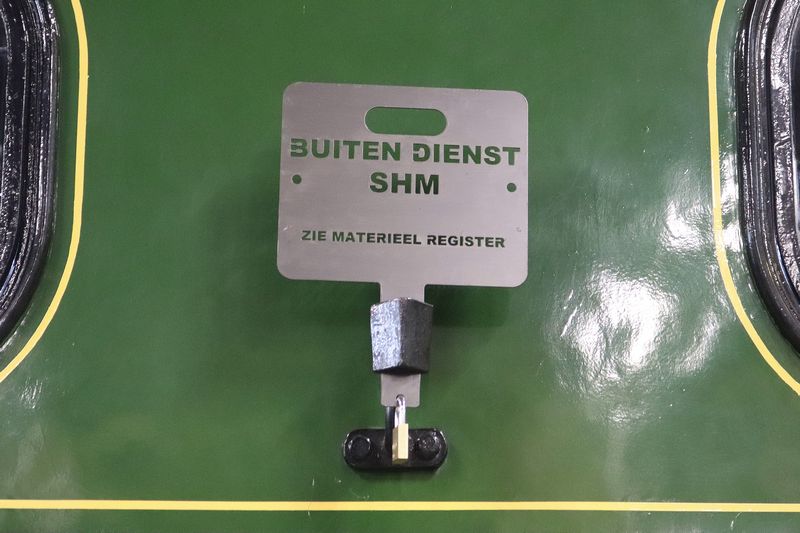 BUITEN DIENST
SHM
ZIE MATERIEEL REGISTER